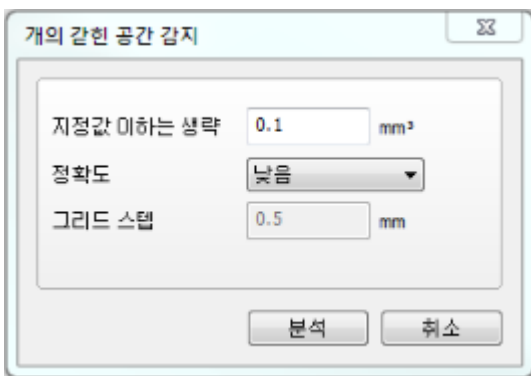 개의 갇힌 공간 감지
지정값 이하는 생략 0.1 mm³
정확도 낮음
그리드 스텝 0.5 mm
분석 취소